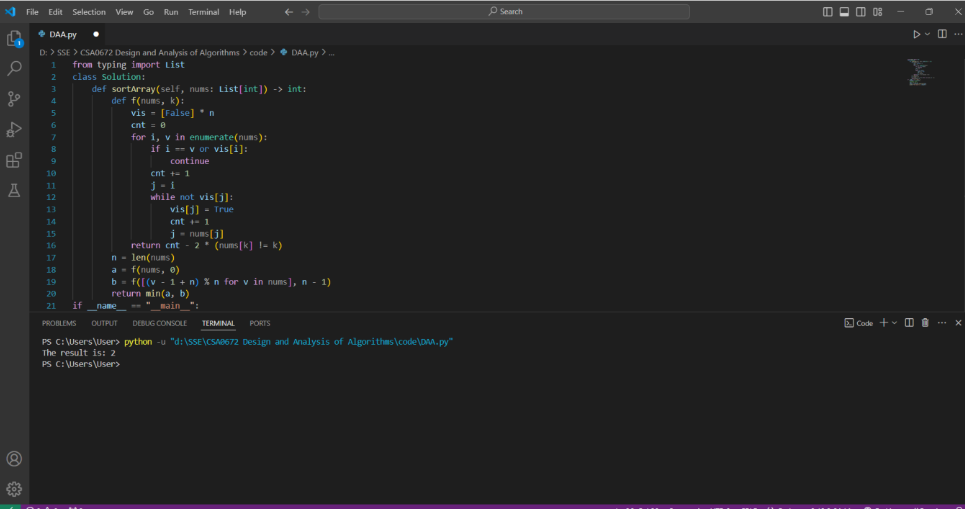 File Edit Selection View Go Run Terminal Help
Search
DAA.py
D: > SSE > CSA0672 Design and Analysis of Algorithms > code > DAA.py > ...
1 from typing import List
2 class Solution:
3 def sortArray(self, nums: List[int]) -> int:
4 def f(nums, k):
5 vis = [False] * n
6 cnt = 0
7 for i, v in enumerate(nums):
8 if i == v or vis[i]:
9 continue
10 cnt += 1
11 j = i
12 while not vis[j]:
13 vis[j] = True
14 cnt += 1
15 j = nums[j]
16 return cnt - 2 * (nums[k] != k)
17 n = len(nums)
18 a = f(nums, 0)
19 b = f([(v - 1 + n) % n for v in nums], n - 1)
20 return min(a, b)
21 if __name__ == "__main__":
PROBLEMS OUTPUT DEBUG CONSOLE TERMINAL PORTS
Code
PS C:\Users\User> python -u "d:\SSE\CSA0672 Design and Analysis of Algorithms\code\DAA.py"
The result is: 2
PS C:\Users\User>
1